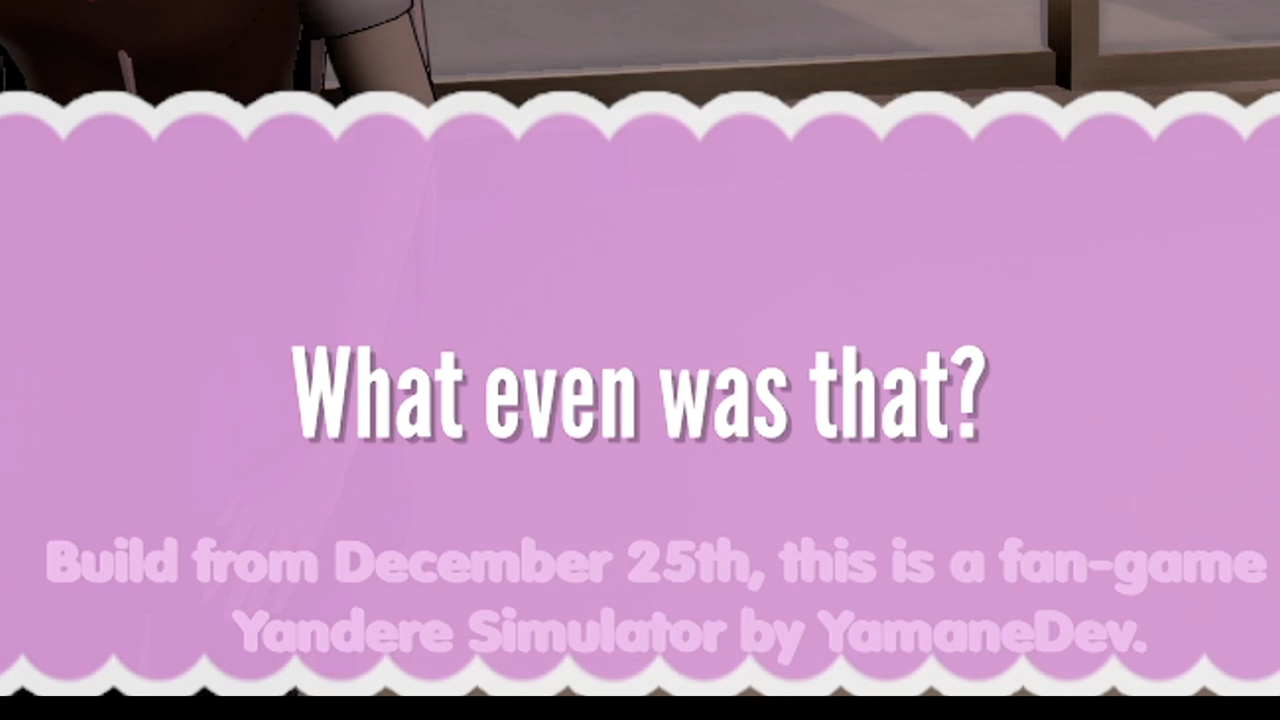 What even was that?
Build from December 25th, this is a fan-game
Yandere Simulator by YamaneDev.